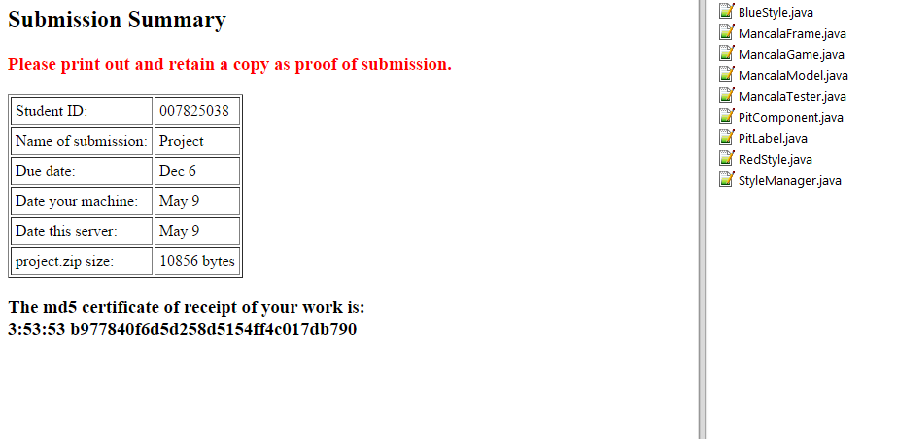 Submission Summary
Please print out and retain a copy as proof of submission.
Student ID: 007825038
Name of submission: Project
Due date: Dec 6
Date your machine: May 9
Date this server: May 9
project.zip size: 10856 bytes
The md5 certificate of receipt of your work is:
3:53:53 b977840f6d5d258d5154ff4c017db790
BlueStyle.java
MancalaFrame.java
MancalaGame.java
MancalaModel.java
MancalaTester.java
PitComponent.java
PitLabel.java
RedStyle.java
StyleManager.java